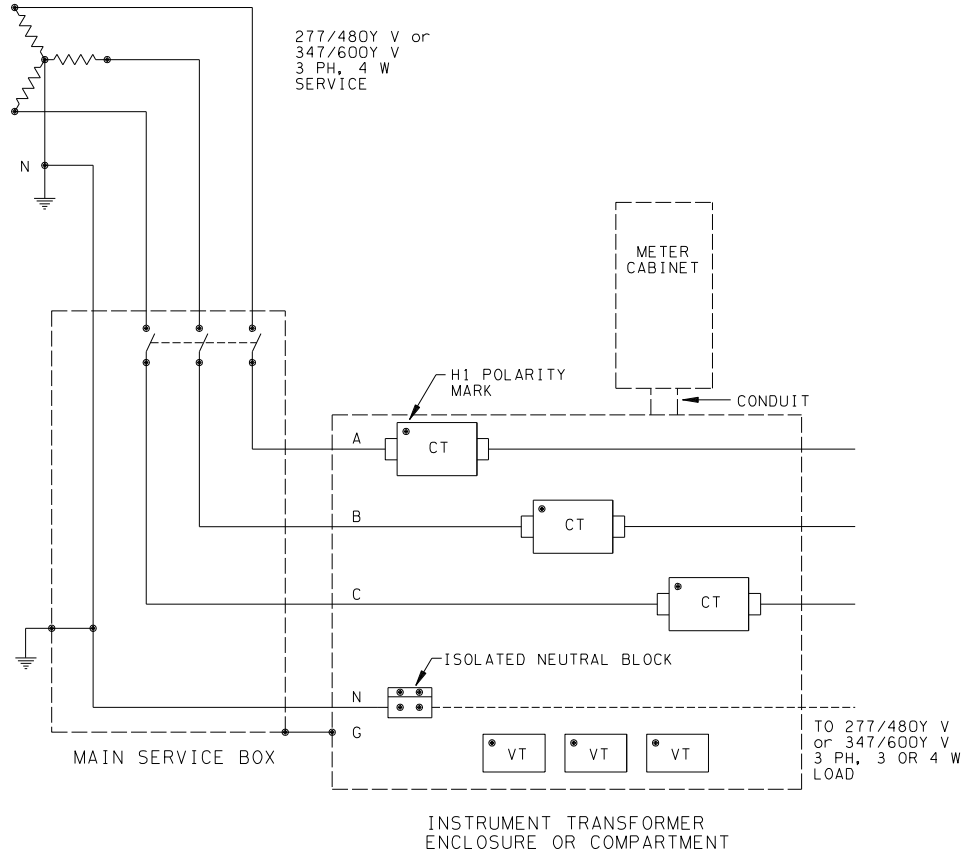 277/480Y V or
347/600Y V
3 PH, 4 W
SERVICE
N
METER
CABINET
H1 POLARITY
MARK
CONDUIT
A
CT
B
CT
C
CT
ISOLATED NEUTRAL BLOCK
N
G
MAIN SERVICE BOX
VT
VT
VT
TO 277/480Y V
or 347/600Y V
3 PH, 3 OR 4 W
LOAD
INSTRUMENT TRANSFORMER
ENCLOSURE OR COMPARTMENT